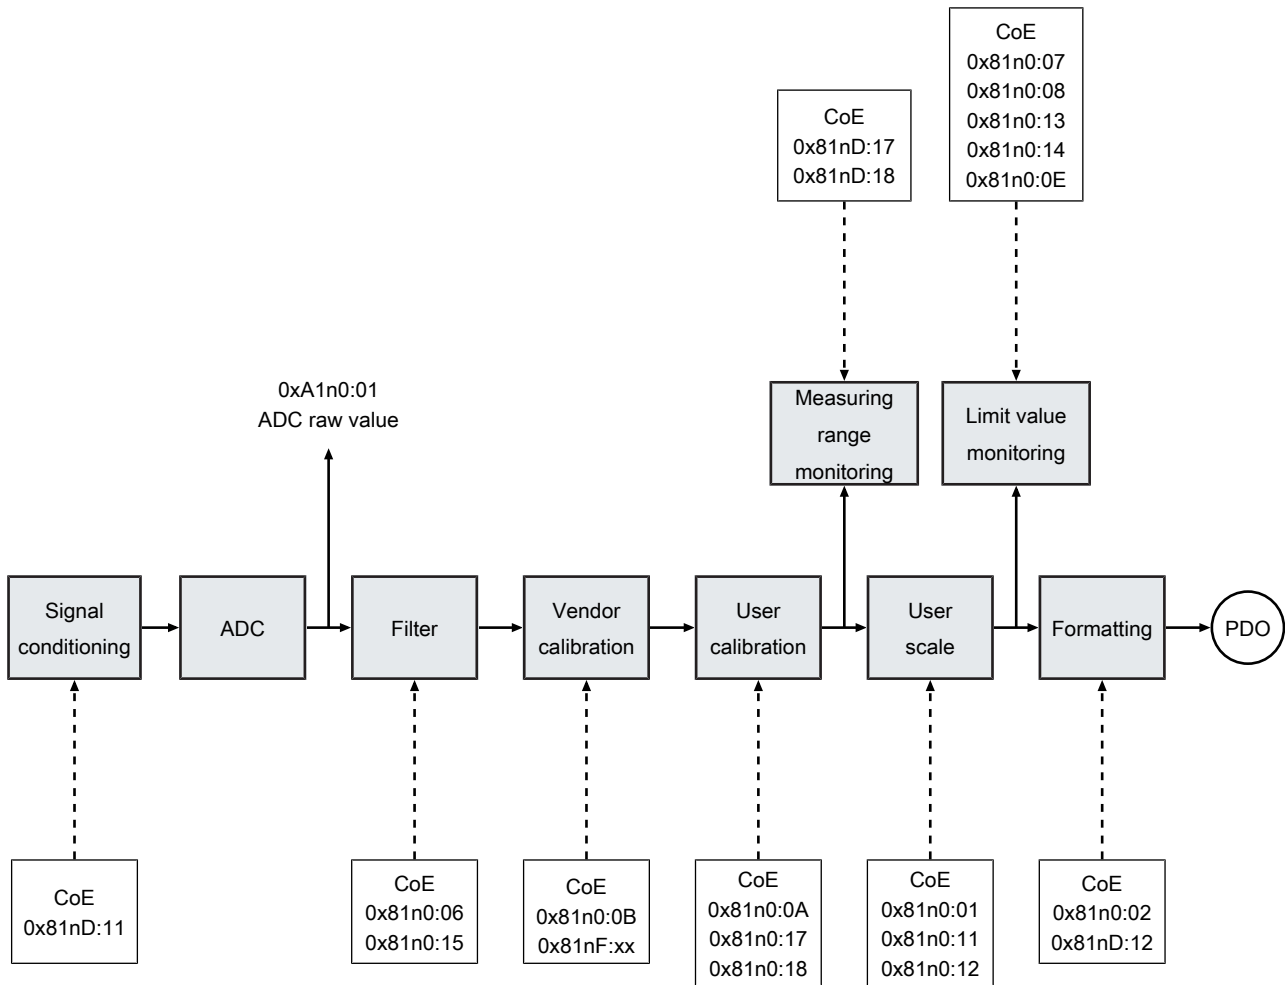 CoE
0x81n0:07
0x81n0:08
0x81n0:13
0x81n0:14
0x81n0:0E
CoE
0x81nD:17
0x81nD:18
0xA1n0:01
ADC raw value
Measuring
range
monitoring
Limit value
monitoring
Signal
conditioning
ADC
Filter
Vendor
calibration
User
calibration
User
scale
Formatting
PDO
CoE
0x81nD:11
CoE
0x81n0:06
0x81n0:15
CoE
0x81n0:0B
0x81nF:xx
CoE
0x81n0:0A
0x81n0:17
0x81n0:18
CoE
0x81n0:01
0x81n0:11
0x81n0:12
CoE
0x81n0:02
0x81nD:12